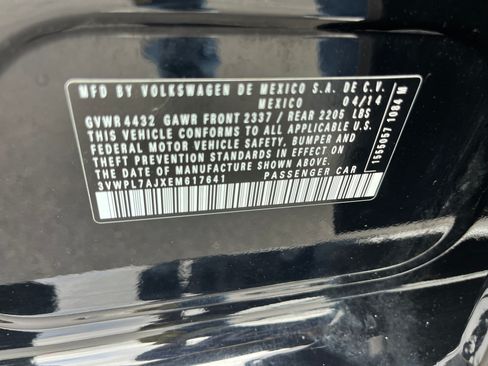 MFD BY VOLKSWAGEN DE MEXICO S.A. DE C.V.
MEXICO 04/14
GVWR 4432 GAWR FRONT 2337 / REAR 2205 LBS
THIS VEHICLE CONFORMS TO ALL APPLICABLE
FEDERAL MOTOR VEHICLE SAFETY, BUMPER AND
THEFT PREVENTION STANDARDS IN EFFECT ON
THE DATE OF MANUFACTURE SHOWN ABOVE.
3VWPL7AJXEM617641 PASSENGER CAR
1555057 1084 M